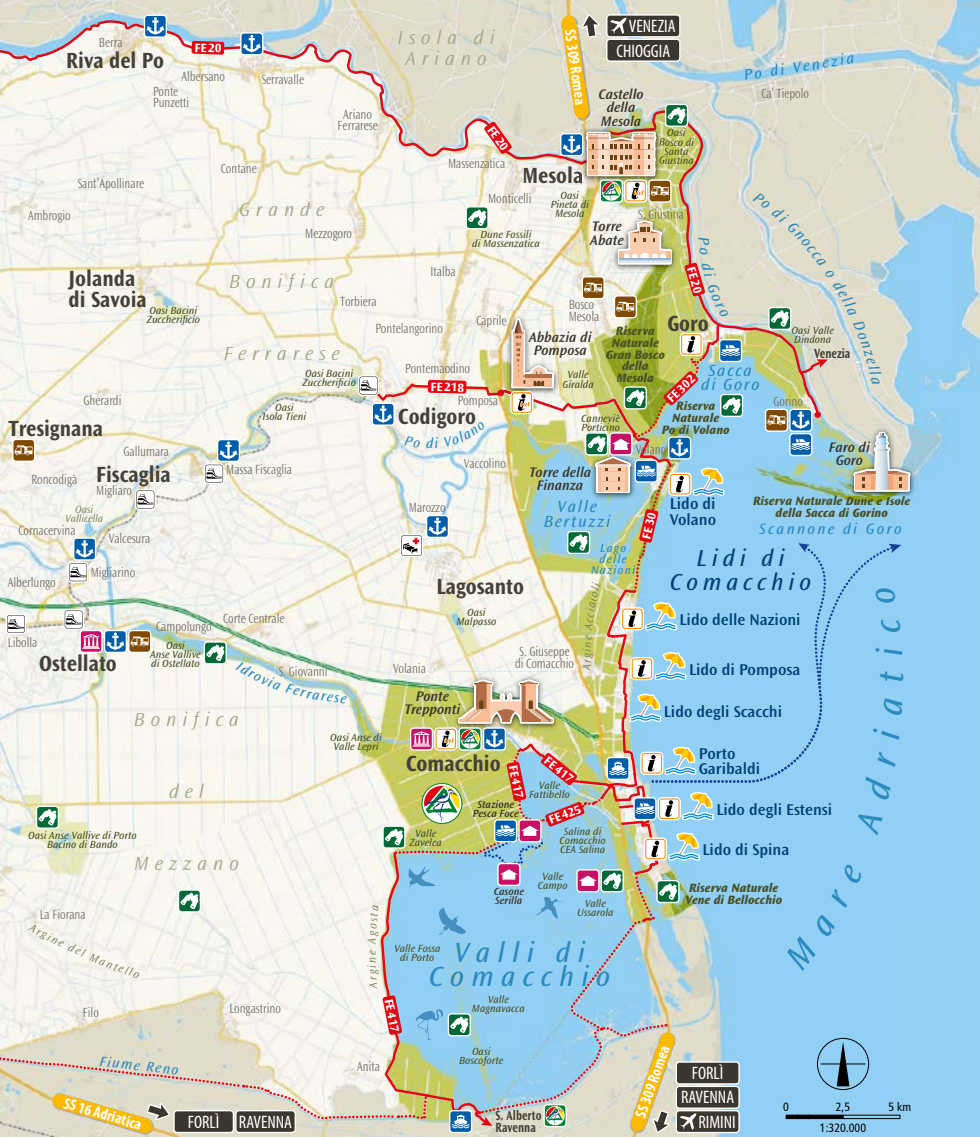 VENEZIA
CHIOGGIA
SS 309 Romea
Isola di
Ariano
Berra
FE20
Riva del Po
Albersano
Serravalle
Ponte
Punzetti
Po di Venezia
Ca' Tiepolo
Castello
della
Mesola
Ariano
Ferrarese
FE20
Oasi
Bosco di
Santa
Giustina
Massenzatica
Mesola
Contane
Sant'Apollinare
Monticelli
Oasi
Pineta di
Mesola
Grande
Ambrogio
Mezzogoro
Dune Fossili
di Massenzatica
S. Giustina
Torre
Abate
Po di Goro
Po di Gnocca o della Donzella
FE20
Jolanda
di Savoia
Italba
Bonifica
Torbiera
Oasi Bacini
Zuccherificio
Bosco
Mesola
Caprile
Pontelangorino
Abbazia di
Pomposa
Riserva
Naturale
Gran Bosco
della
Mesola
Goro
Oasi Valle
Dindona
Venezia
Ferrarese
Pontemaodino
Oasi Bacini
Zuccherificio
Valle
Giralda
Sacca
di Goro
FE218
FE302
Gherardi
Pomposa
Oasi
Isola Tieni
Codigoro
Gorino
Riserva
Naturale
Po di Volano
Tresignana
Canneviè
Porticino
Po di Volano
Gallumara
Volano
Faro di
Goro
Vaccolino
Massa Fiscaglia
Fiscaglia
Roncodigà
Migliaro
Torre della
Finanza
Lido di
Volano
Riserva Naturale Dune e Isole
della Sacca di Gorino
Scannone di Goro
Marozzo
Valle
Bertuzzi
FE30
Oasi
Vallicella
Cornacervina
Valcesura
Lago
delle
Nazioni
Lidi di
Comacchio
Migliarino
Alberlungo
Lagosanto
Argine Acciaioli
Oasi
Malpasso
Corte Centrale
Campolungo
Libolla
Lido delle Nazioni
Ostellato
Oasi
Anse Vallive
di Ostellato
S. Giuseppe
di Comacchio
Idrovia Ferrarese
S. Giovanni
Volania
Lido di Pomposa
Mare Adriatico
Ponte
Trepponti
Lido degli Scacchi
Bonifica
Oasi Anse di
Valle Lepri
Comacchio
Porto
Garibaldi
FE417
FE417
Valle
Fattibello
del
Stazione
Pesca Foce
FE425
Lido degli Estensi
Oasi Anse Vallive di Porto
Bacino di Bando
Valle
Zavelca
Salina di
Comacchio
CEA Salina
Lido di Spina
Mezzano
Casone
Serilla
Valle
Campo
Valle
Ussarola
Riserva Naturale
Vene di Bellocchio
La Fiorana
Argine del Mantello
Argine Agosta
Valle Fossa
di Porto
Valli di
Comacchio
Longastrino
Filo
Valle
Magnavacca
FE417
Oasi
Boscoforte
Fiume Reno
Anita
SS 309 Romea
FORLÌ
RAVENNA
RIMINI
SS 16 Adriatica
FORLÌ
RAVENNA
S. Alberto
Ravenna
0 2,5 5 km
1:320.000